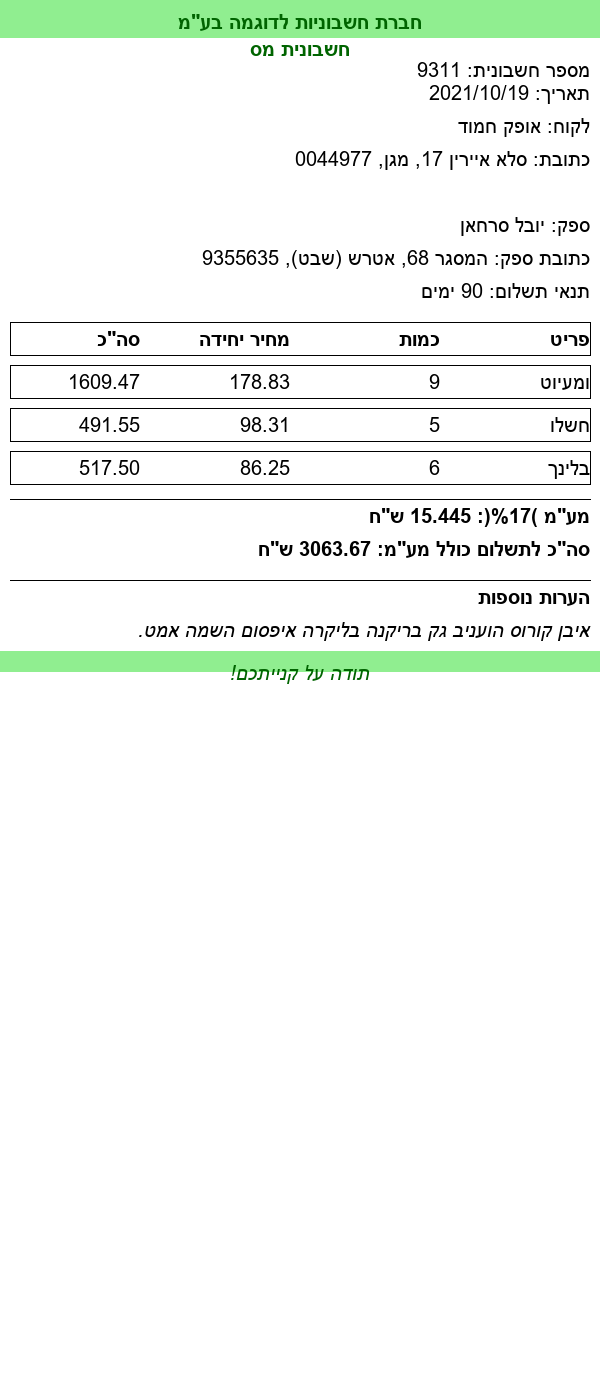 חברת חשבוניות לדוגמה בע"מ
חשבונית מס
מספר חשבונית: 9311
תאריך: 2021/10/19
לקוח: אופק חמוד
כתובת: סלא איירין 17, מגן, 0044977
ספק: יובל סרחאן
כתובת ספק: המסגר 68, אטרש (שבט), 9355635
תנאי תשלום: 90 ימים
פריט כמות מחיר יחידה סה"כ
ומעיוט 9 178.83 1609.47
חשלו 5 98.31 491.55
בלינך 6 86.25 517.50
מע"מ )17%(: 15.445 ש"ח
סה"כ לתשלום כולל מע"מ: 3063.67 ש"ח
הערות נוספות
איבן קורוס הועניב גק בריקנה בליקרה איפסום השמה אמט.
תודה על קנייתכם!